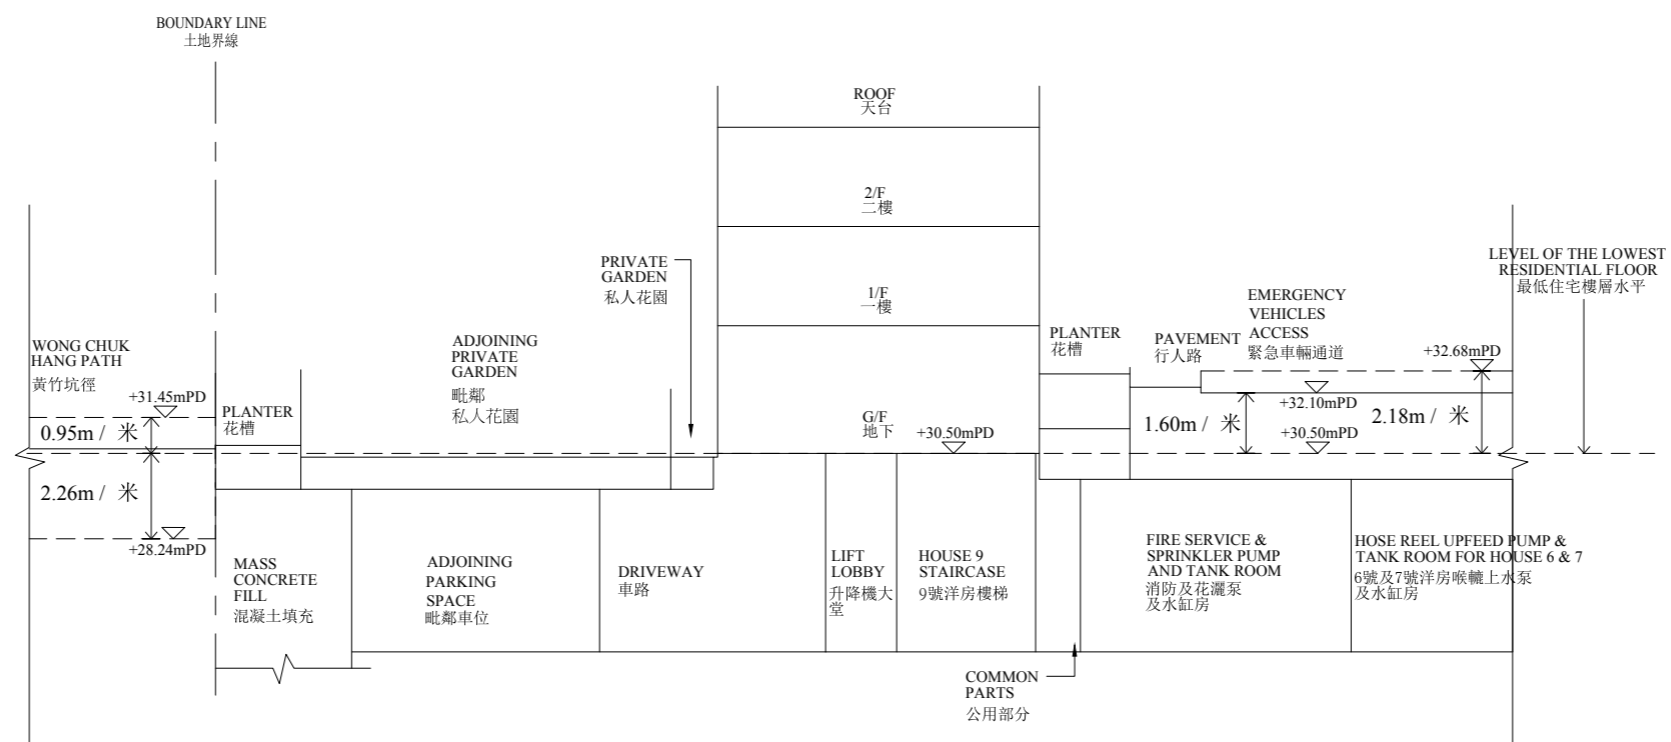 BOUNDARY LINE
土地界線
ROOF
天台
2/F
二樓
1/F
一樓
G/F
地下
+30.50mPD
PRIVATE
GARDEN
私人花園
ADJOINING
PRIVATE
GARDEN
毗鄰
私人花園
WONG CHUK
HANG PATH
黃竹坑徑
+31.45mPD
0.95m / 米
2.26m / 米
+28.24mPD
PLANTER
花槽
PLANTER
花槽
PAVEMENT
行人路
EMERGENCY
VEHICLES
ACCESS
緊急車輛通道
LEVEL OF THE LOWEST
RESIDENTIAL FLOOR
最低住宅樓層水平
+32.68mPD
+32.10mPD
1.60m / 米
2.18m / 米
+30.50mPD
MASS
CONCRETE
FILL
混凝土填充
ADJOINING
PARKING
SPACE
毗鄰車位
DRIVEWAY
車路
LIFT
LOBBY
升降機大
堂
HOUSE 9
STAIRCASE
9號洋房樓梯
FIRE SERVICE &
SPRINKLER PUMP
AND TANK ROOM
消防及花灑泵
及水缸房
HOSE REEL UPFEED PUMP &
TANK ROOM FOR HOUSE 6 & 7
6號及7號洋房喉轆上水泵
及水缸房
COMMON
PARTS
公用部分